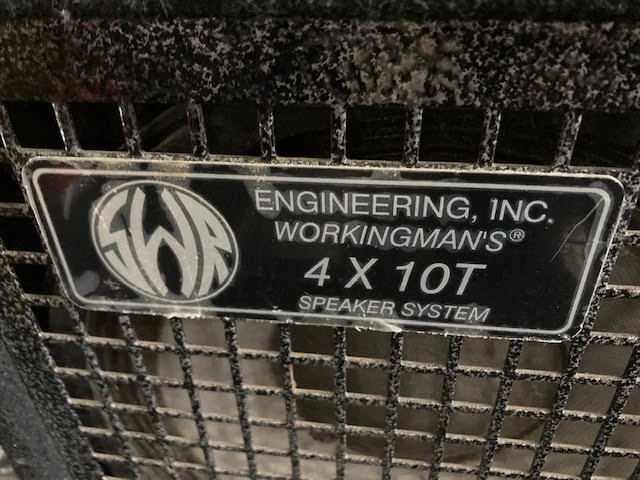 SWR
ENGINEERING, INC.
WORKINGMAN'S®
4 X 10T
SPEAKER SYSTEM